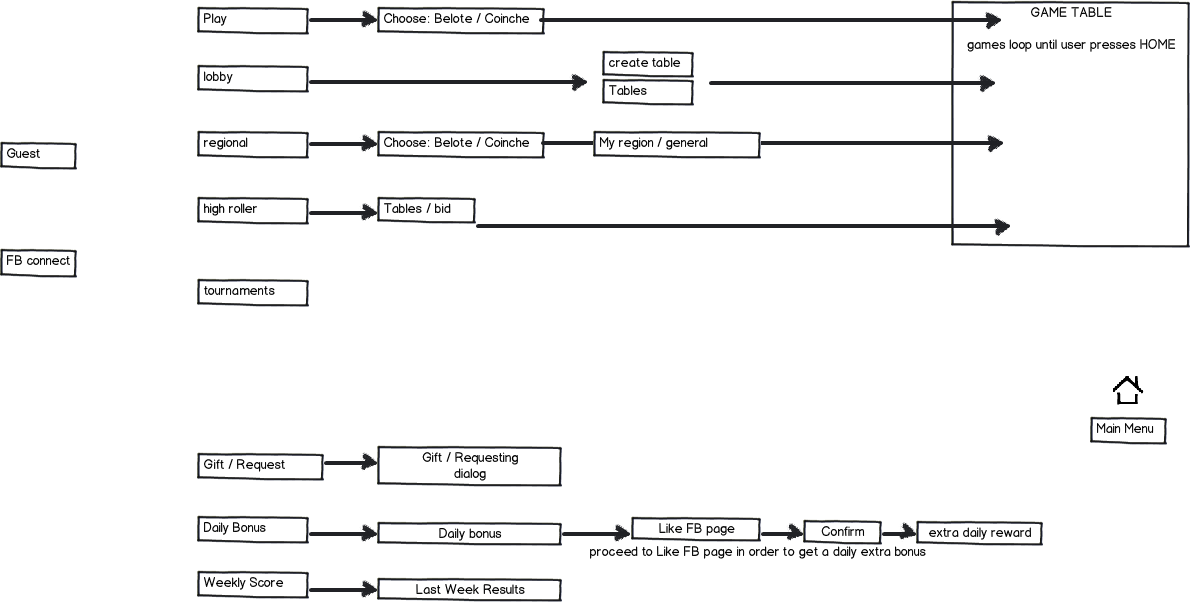 Play
Choose: Belote / Coinche
GAME TABLE
games loop until user presses HOME
lobby
create table
Tables
Guest
regional
Choose: Belote / Coinche
My region / general
high roller
Tables / bid
FB connect
tournaments
Main Menu
Gift / Request
Gift / Requesting
dialog
Daily Bonus
Daily bonus
Like FB page
Confirm
extra daily reward
proceed to Like FB page in order to get a daily extra bonus
Weekly Score
Last Week Results